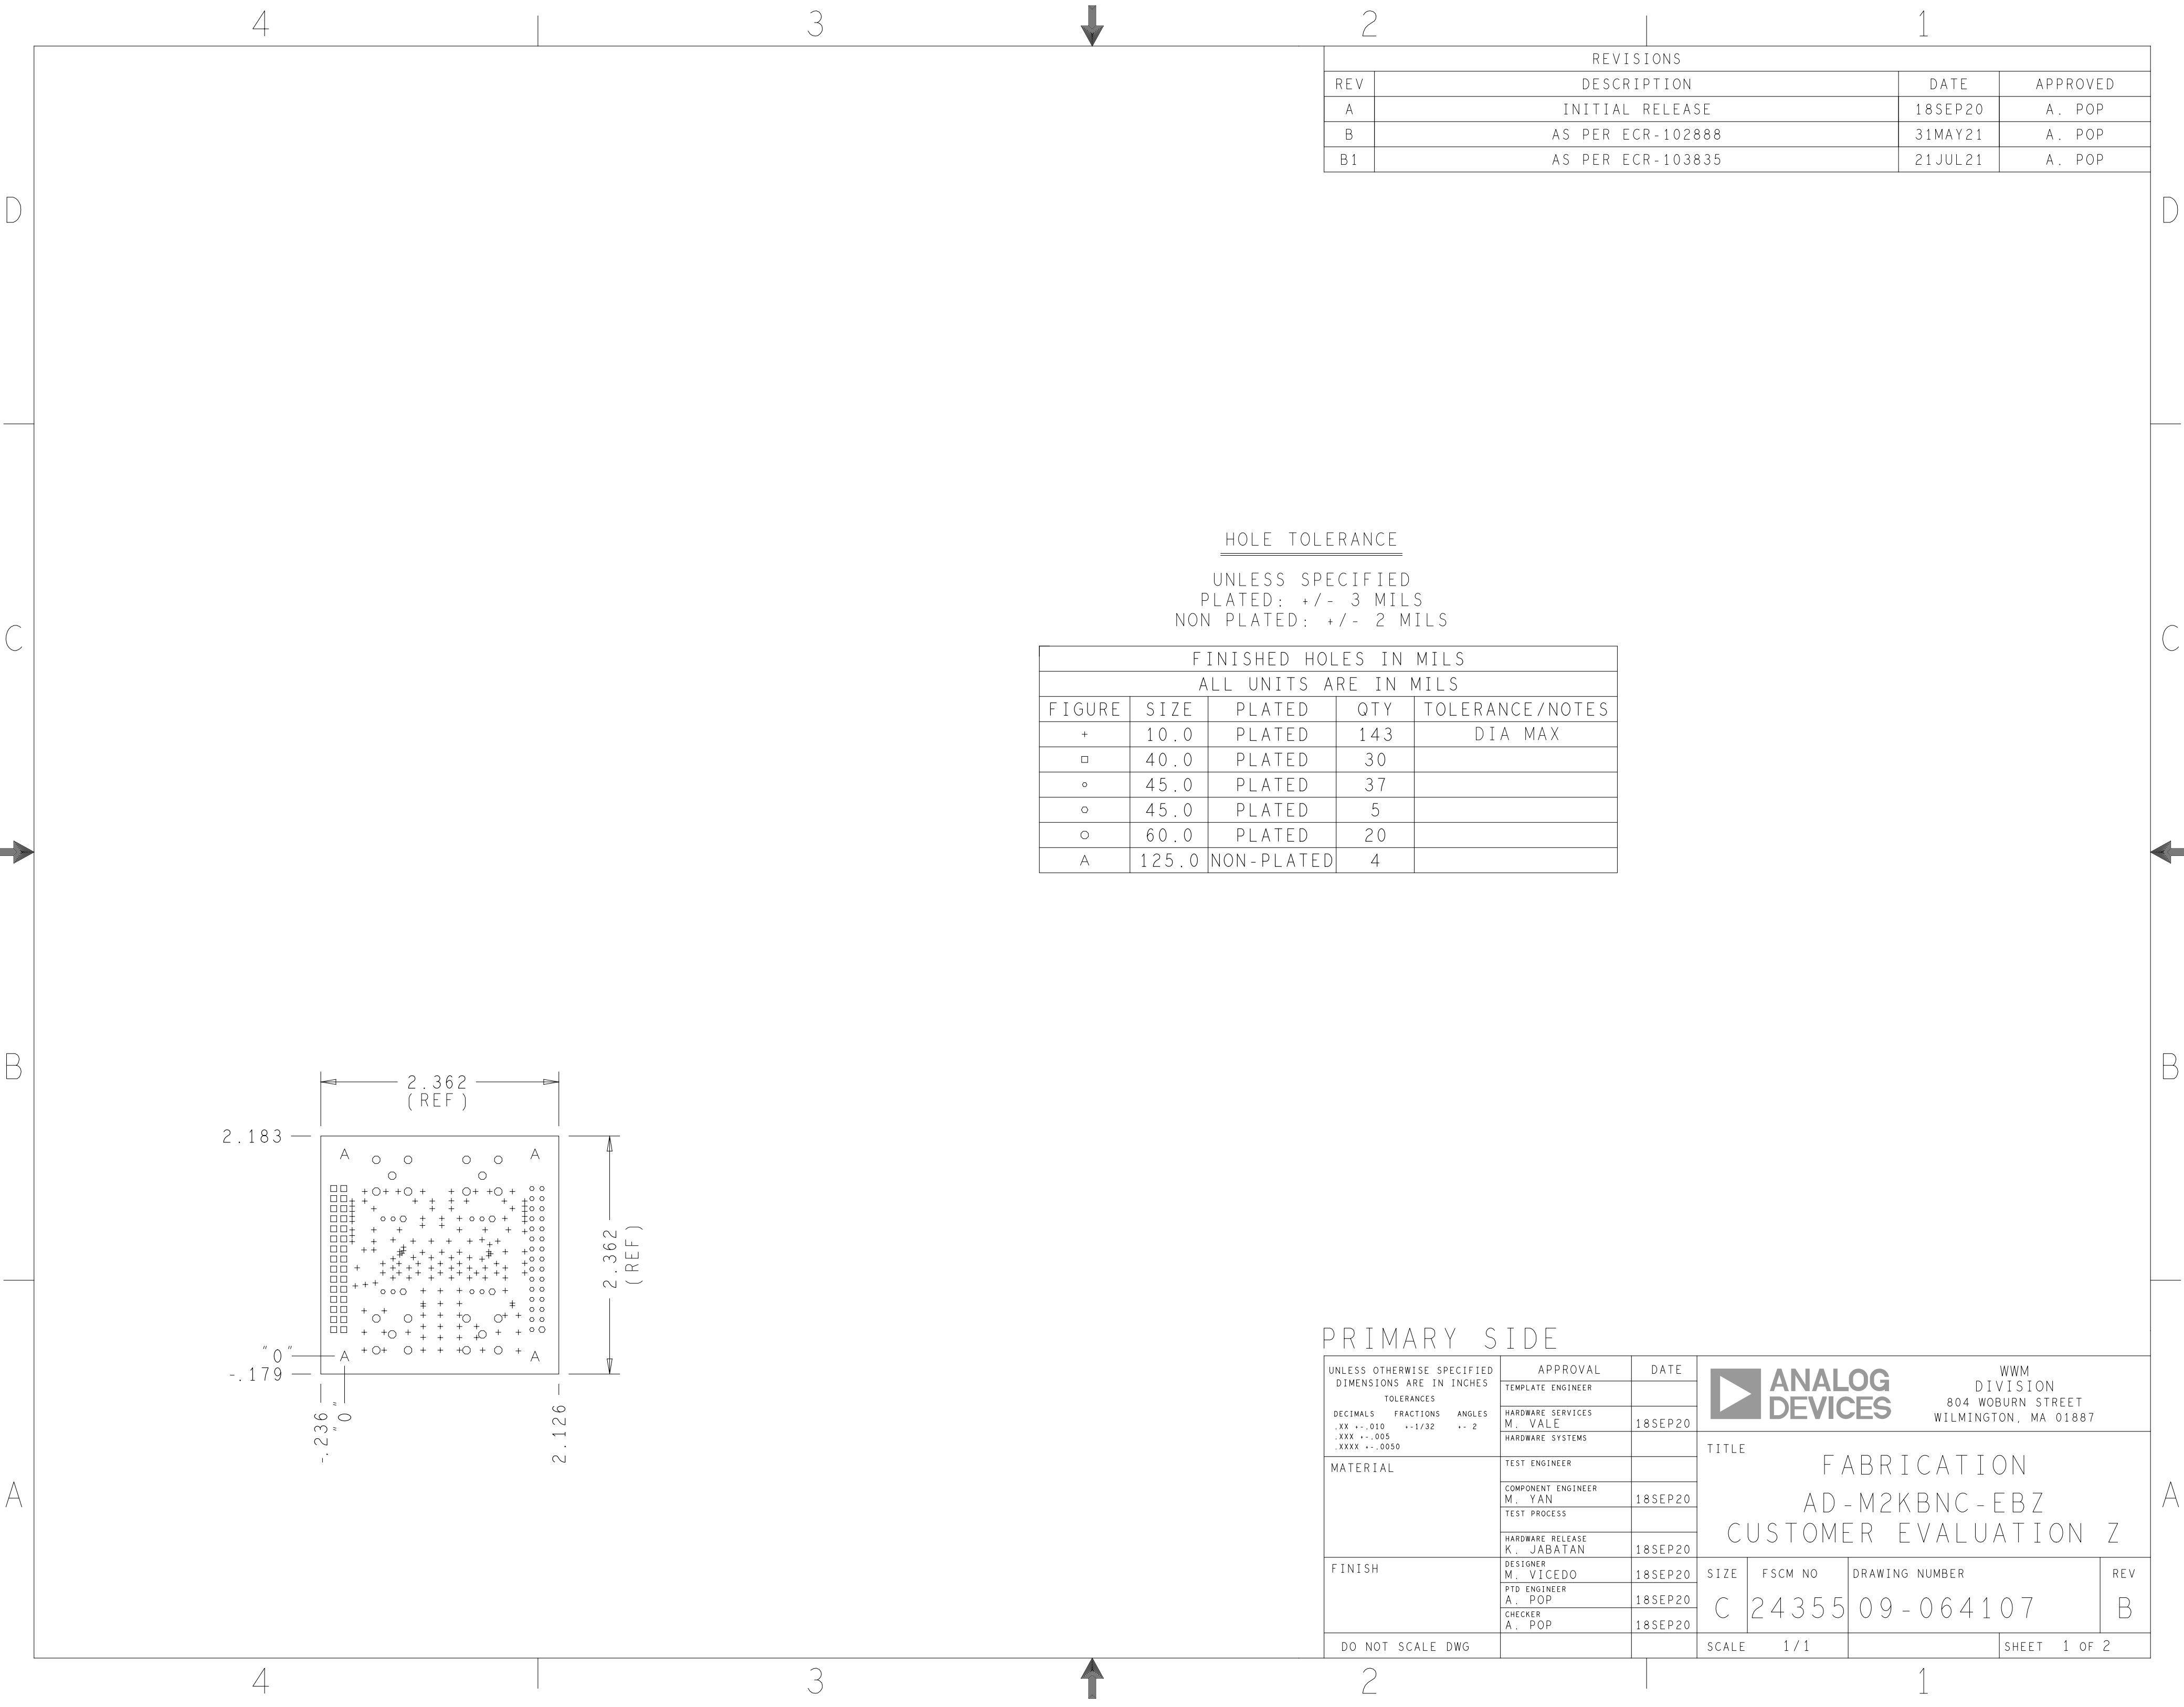 4 3 2 1
REVISIONS
REV DESCRIPTION DATE APPROVED
A INITIAL RELEASE 18SEP20 A. POP
B AS PER ECR-102888 31MAY21 A. POP
B1 AS PER ECR-103835 21JUL21 A. POP
D D
HOLE TOLERANCE
UNLESS SPECIFIED
PLATED: +/- 3 MILS
NON PLATED: +/- 2 MILS
C C
FINISHED HOLES IN MILS
ALL UNITS ARE IN MILS
FIGURE SIZE PLATED QTY TOLERANCE/NOTES
+ 10.0 PLATED 143 DIA MAX
40.0 PLATED 30
45.0 PLATED 37
45.0 PLATED 5
60.0 PLATED 20
A 125.0 NON-PLATED 4
B B
2.362
(REF)
2.183
A A
2.362
(REF)
"0"
A A
-.179
-.236
"0"
2.126
PRIMARY SIDE
UNLESS OTHERWISE SPECIFIED
DIMENSIONS ARE IN INCHES
TOLERANCES
DECIMALS FRACTIONS ANGLES
.XX +-.010 +-1/32 +- 2
.XXX +-.005
.XXXX +-.0050
MATERIAL
FINISH
DO NOT SCALE DWG
APPROVAL DATE
TEMPLATE ENGINEER
HARDWARE SERVICES
M. VALE 18SEP20
HARDWARE SYSTEMS
TEST ENGINEER
COMPONENT ENGINEER
M. YAN 18SEP20
TEST PROCESS
HARDWARE RELEASE
K. JABATAN 18SEP20
DESIGNER
M. VICEDO 18SEP20
PTD ENGINEER
A. POP 18SEP20
CHECKER
A. POP 18SEP20
ANALOG
DEVICES
WWM
DIVISION
804 WOBURN STREET
WILMINGTON, MA 01887
TITLE
FABRICATION
AD-M2KBNC-EBZ
CUSTOMER EVALUATION Z
SIZE FSCM NO DRAWING NUMBER REV
C 24355 09-064107 B
SCALE 1/1 SHEET 1 OF 2
A A
4 3 2 1